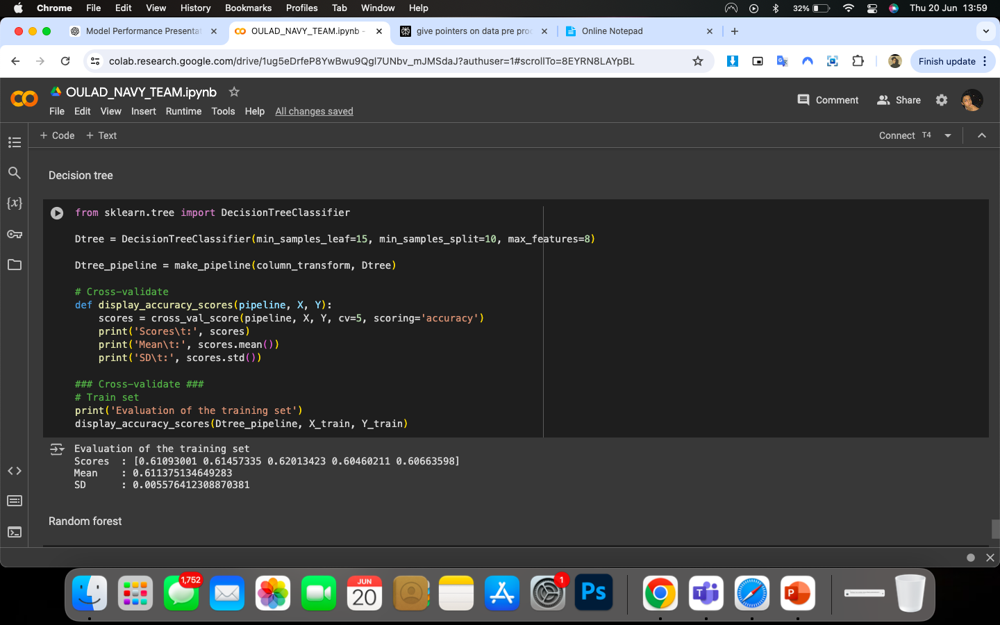 Chrome File Edit View History Bookmarks Profiles Tab Window Help 32% Thu 20 Jun 13:59
Model Performance Presenta OULAD_NAVY_TEAM.ipynb - give pointers on data pre pro Online Notepad
colab.research.google.com/drive/1ug5eDrfeP8YwBwu9Qgl7UNbv_mJMSdaJ?authuser=1#scrollTo=8EYRN8LAYpBL Finish update
OULAD_NAVY_TEAM.ipynb
File Edit View Insert Runtime Tools Help All changes saved Comment Share
+ Code + Text Connect T4
Decision tree
from sklearn.tree import DecisionTreeClassifier
Dtree = DecisionTreeClassifier(min_samples_leaf=15, min_samples_split=10, max_features=8)
Dtree_pipeline = make_pipeline(column_transform, Dtree)
# Cross-validate
def display_accuracy_scores(pipeline, X, Y):
    scores = cross_val_score(pipeline, X, Y, cv=5, scoring='accuracy')
    print('Scores\t:', scores)
    print('Mean\t:', scores.mean())
    print('SD\t:', scores.std())
### Cross-validate ###
# Train set
print('Evaluation of the training set')
display_accuracy_scores(Dtree_pipeline, X_train, Y_train)
Evaluation of the training set
Scores : [0.61093001 0.61457335 0.62013423 0.60460211 0.60663598]
Mean : 0.611375134649283
SD : 0.005576412308870381
Random forest
1,752
JUN
20
1
Ps
T
P